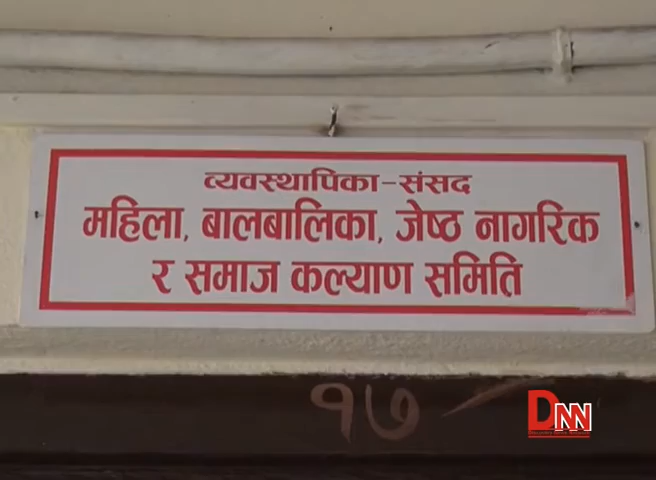 व्यवस्थापिका-संसद
महिला, बालबालिका, जेष्ठ नागरिक
र समाज कल्याण समिति
१७
DNN